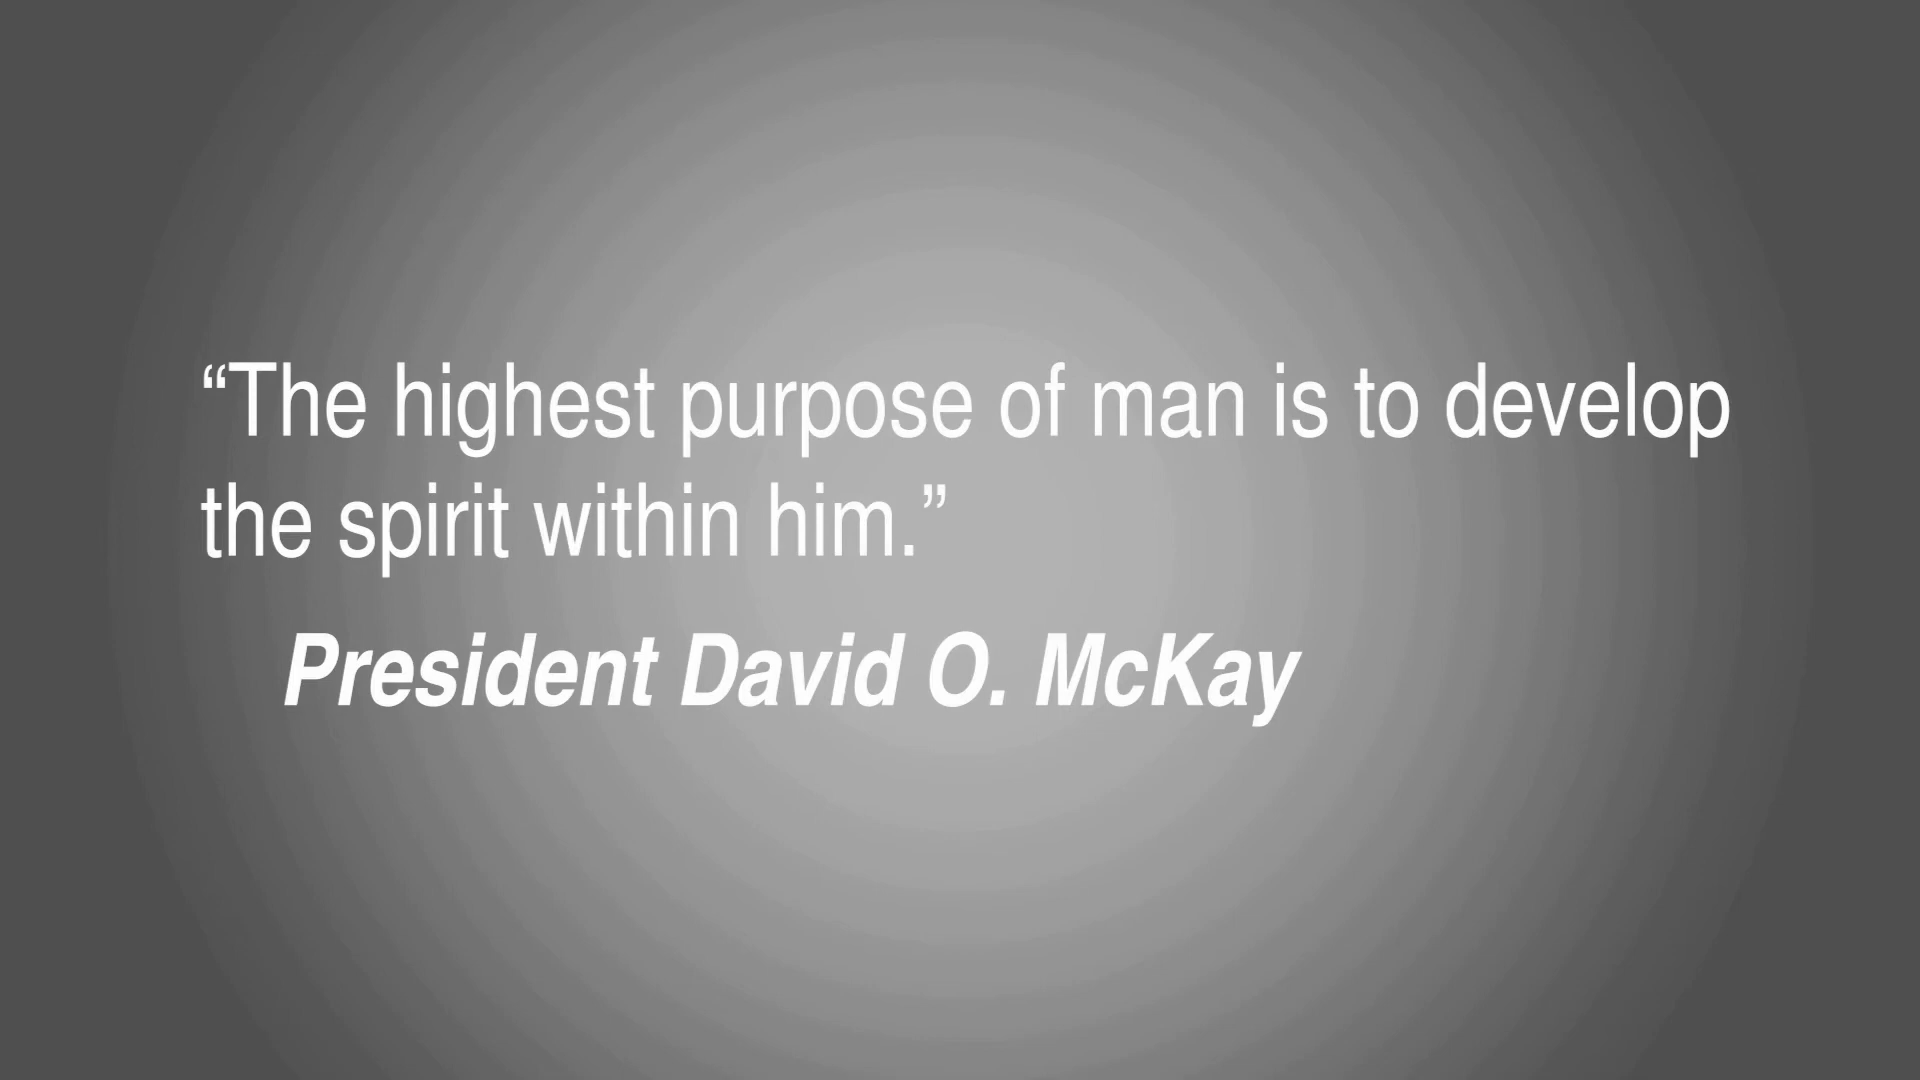 “The highest purpose of man is to develop
the spirit within him.”
President David O. McKay